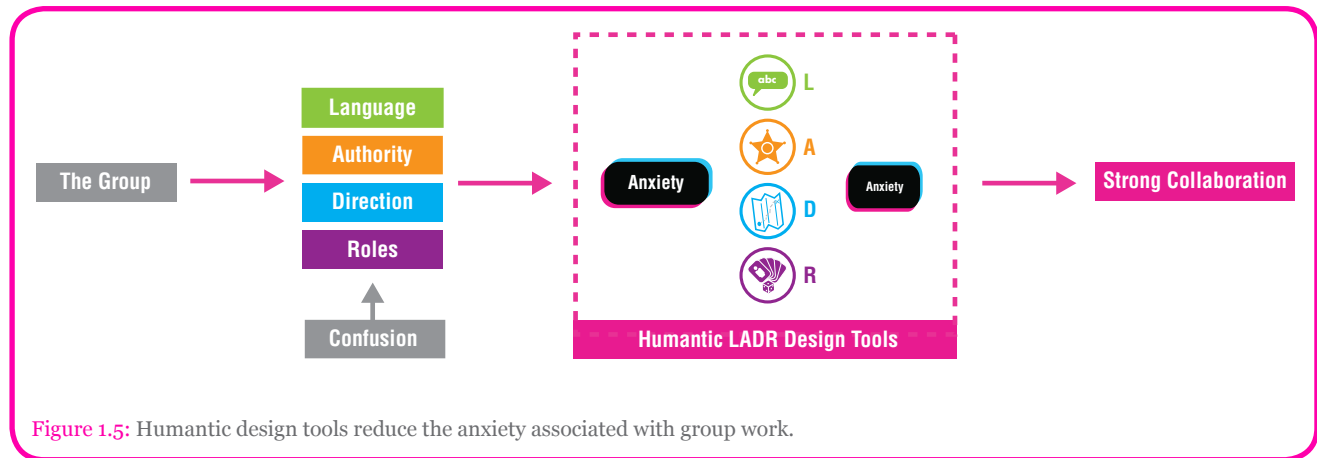 The Group
Language
Authority
Direction
Roles
Confusion
Anxiety
abc
L
A
D
R
Anxiety
Humantic LADR Design Tools
Strong Collaboration
Figure 1.5: Humantic design tools reduce the anxiety associated with group work.